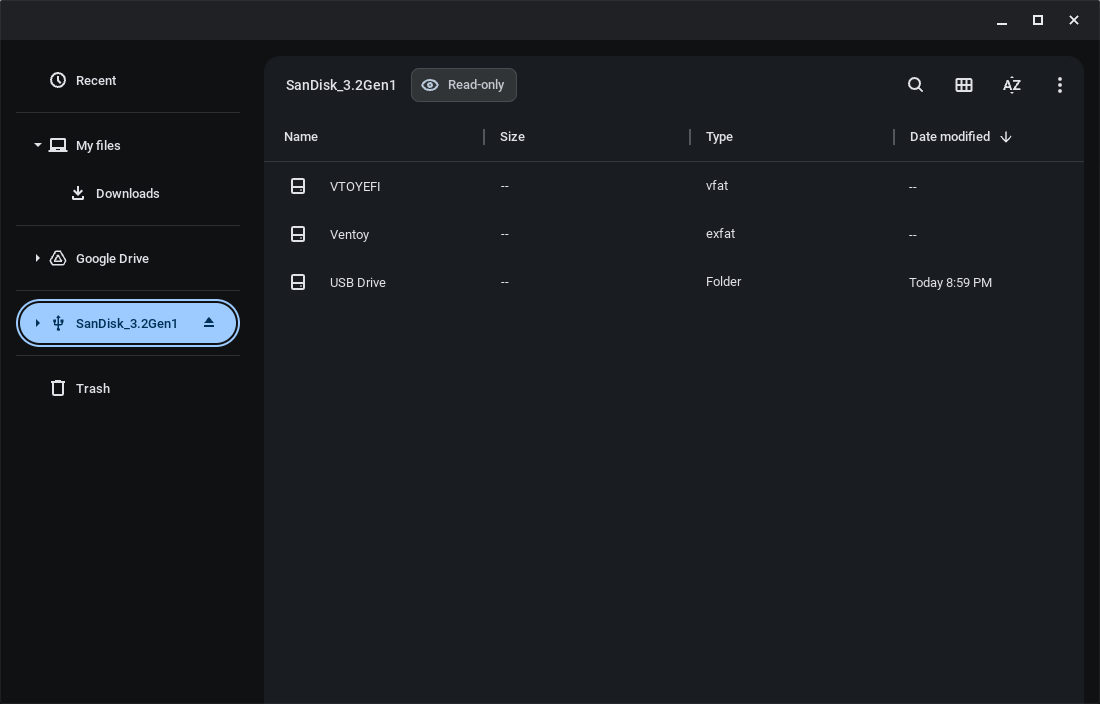 Recent
My files
Downloads
Google Drive
SanDisk_3.2Gen1
Trash
SanDisk_3.2Gen1 Read-only AZ
Name Size Type Date modified
VTOYEFI -- vfat --
Ventoy -- exfat --
USB Drive -- Folder Today 8:59 PM